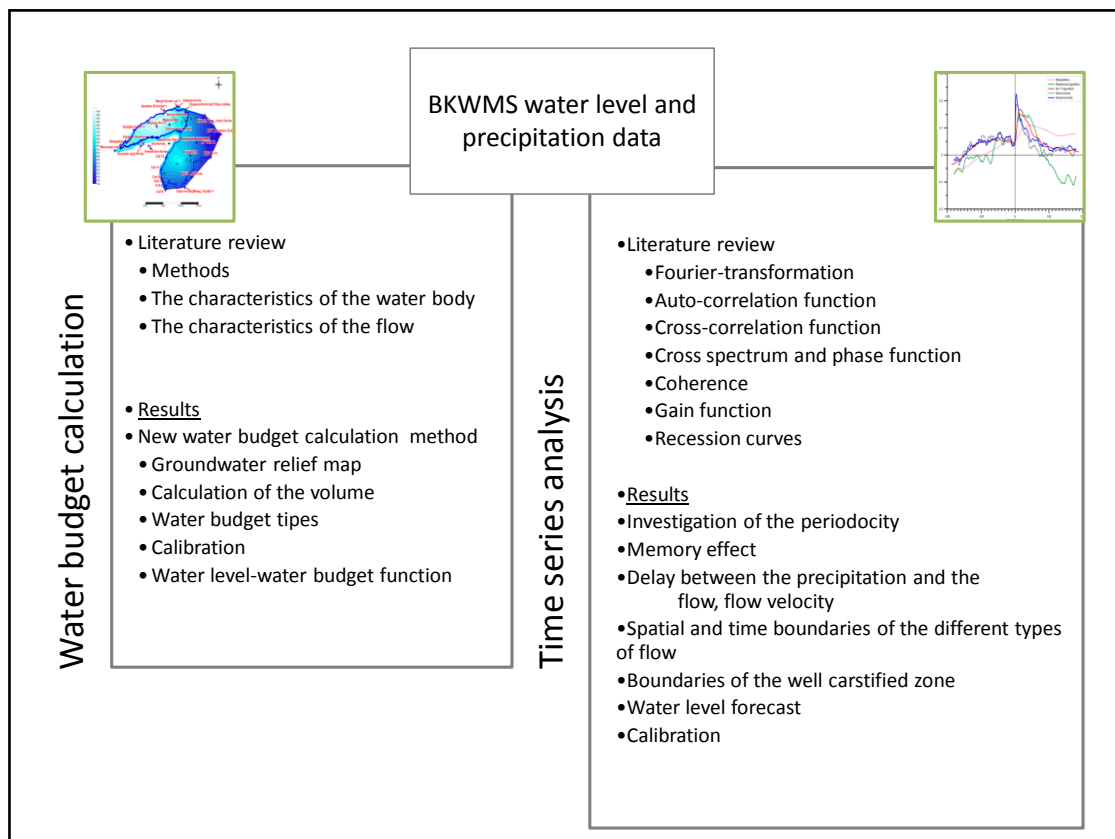 BKWMS water level and
precipitation data
Water budget calculation
• Literature review
• Methods
• The characteristics of the water body
• The characteristics of the flow
• Results
• New water budget calculation method
• Groundwater relief map
• Calculation of the volume
• Water budget tipes
• Calibration
• Water level-water budget function
Time series analysis
•Literature review
•Fourier-transformation
•Auto-correlation function
•Cross-correlation function
•Cross spectrum and phase function
•Coherence
•Gain function
•Recession curves
•Results
•Investigation of the periodocity
•Memory effect
•Delay between the precipitation and the
flow, flow velocity
•Spatial and time boundaries of the different types
of flow
•Boundaries of the well carstified zone
•Water level forecast
•Calibration